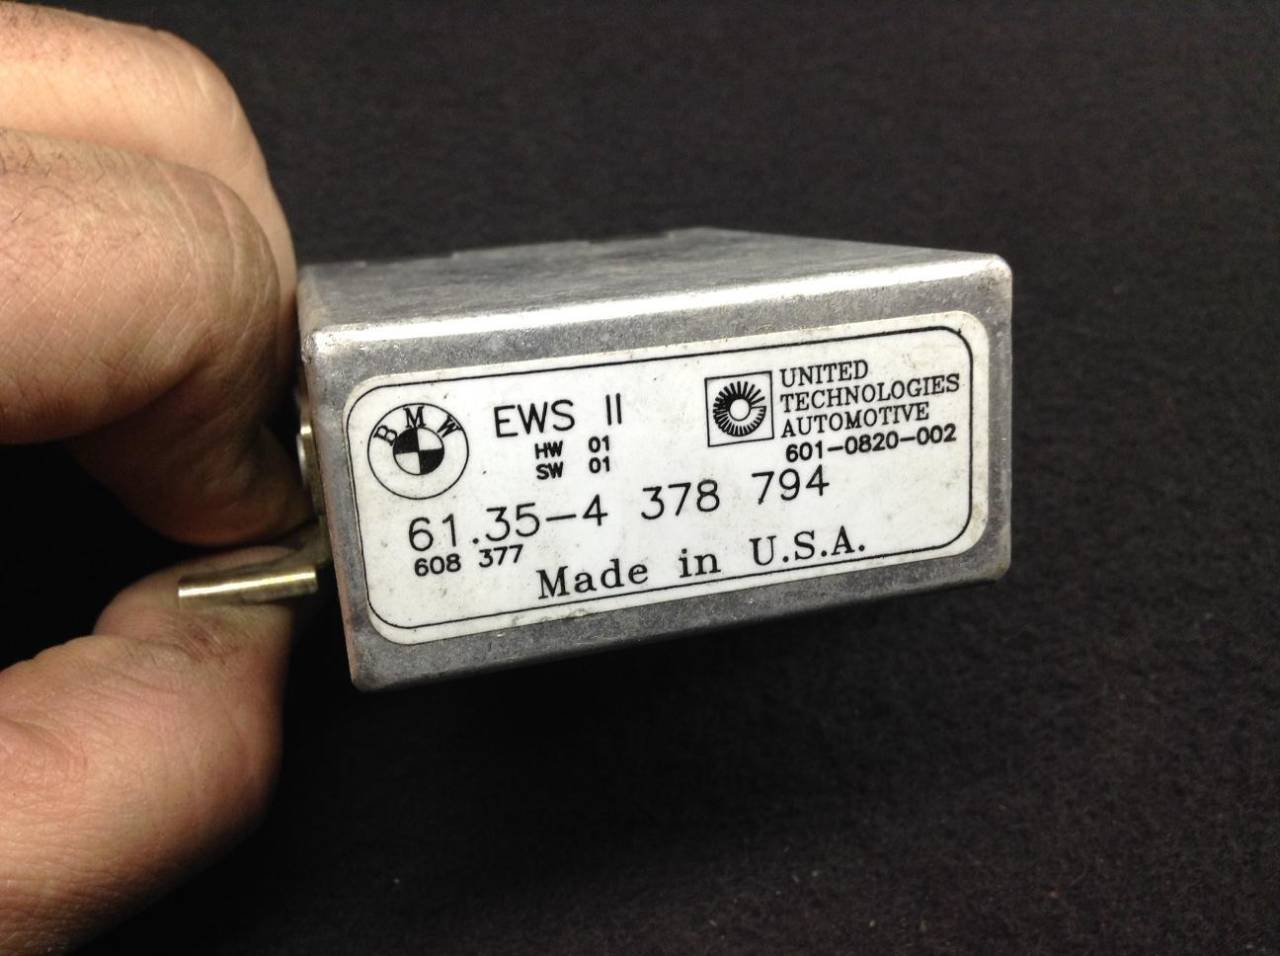 BMW
EWS II
HW 01
SW 01
UNITED
TECHNOLOGIES
AUTOMOTIVE
601-0820-002
61.35-4 378 794
608 377
Made in U.S.A.